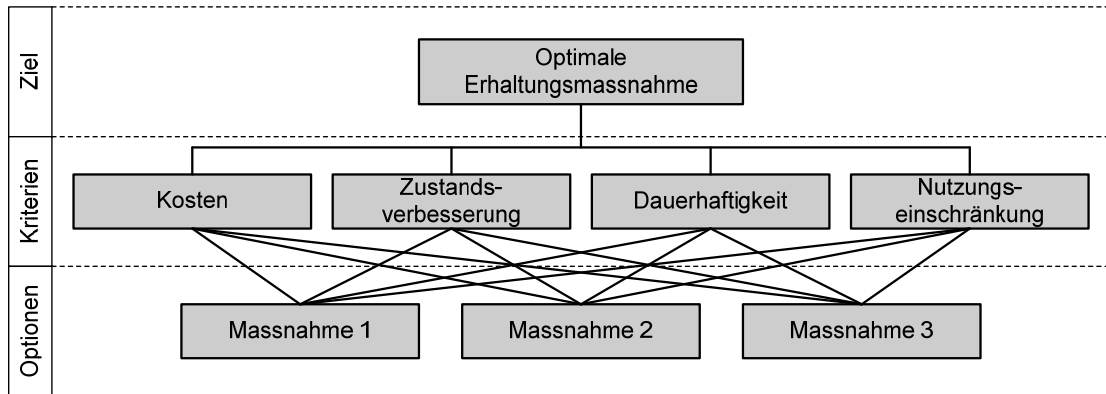 Ziel
Optimale
Erhaltungsmassnahme
Kriterien
Kosten
Zustands-
verbesserung
Dauerhaftigkeit
Nutzungs-
einschränkung
Optionen
Massnahme 1
Massnahme 2
Massnahme 3